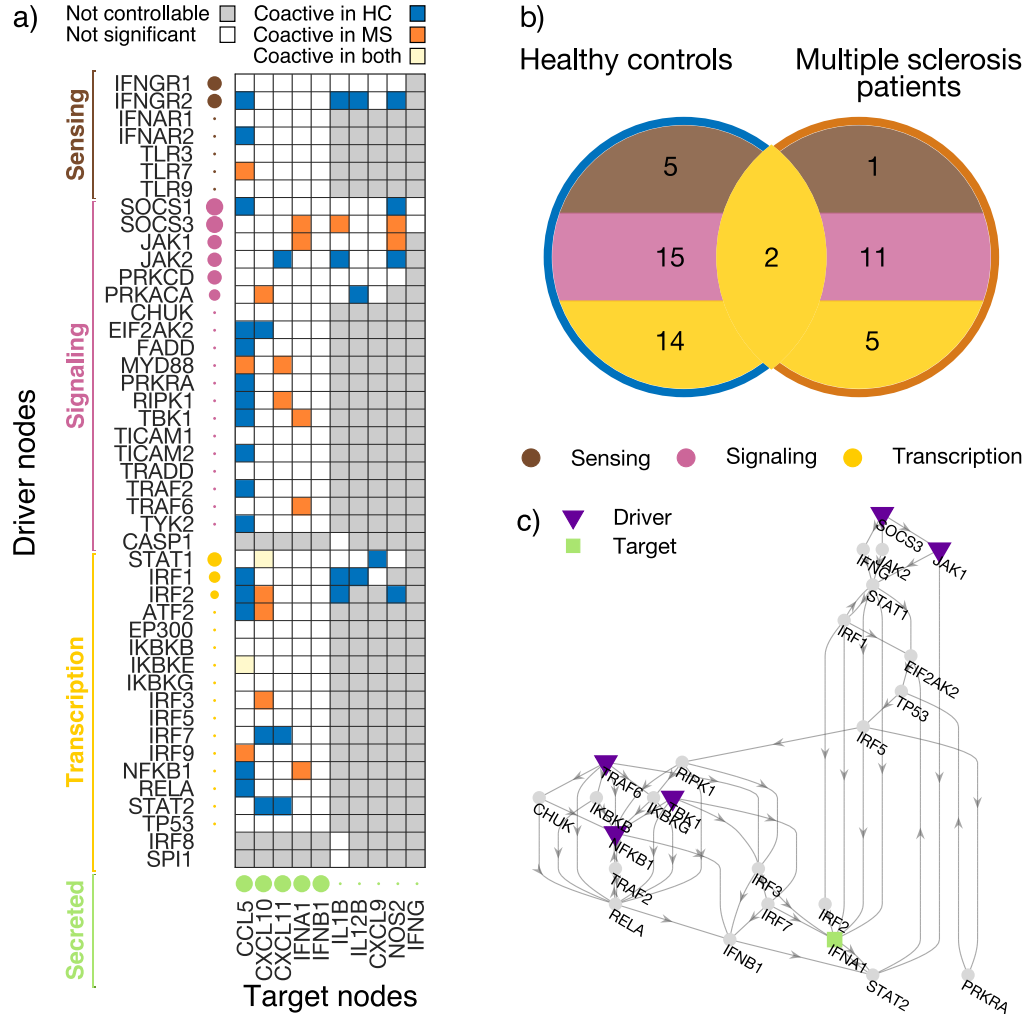 a)
Not controllable
Not significant
Coactive in HC
Coactive in MS
Coactive in both
Driver nodes
Sensing
IFNGR1
IFNGR2
IFNAR1
IFNAR2
TLR3
TLR7
TLR9
Signaling
SOCS1
SOCS3
JAK1
JAK2
PRKCD
PRKACA
CHUK
EIF2AK2
FADD
MYD88
PRKRA
RIPK1
TBK1
TICAM1
TICAM2
TRADD
TRAF2
TRAF6
TYK2
CASP1
Transcription
STAT1
IRF1
IRF2
ATF2
EP300
IKBKB
IKBKE
IKBKG
IRF3
IRF5
IRF7
IRF9
NFKB1
RELA
STAT2
TP53
IRF8
SPI1
Secreted
CCL5
CXCL10
CXCL11
IFNA1
IFNB1
IL1B
IL12B
CXCL9
NOS2
IFNG
Target nodes
b)
Healthy controls
Multiple sclerosis
patients
5
1
15
2
11
14
5
Sensing
Signaling
Transcription
c)
Driver
Target
SOCS3
IFNG
JAK2
JAK1
STAT1
IRF1
EIF2AK2
TP53
IRF5
TRAF6
RIPK1
CHUK
IKBKB
IKBKG
TBK1
NFKB1
TRAF2
RELA
IRF3
IRF7
IRF2
IFNB1
IFNA1
STAT2
PRKRA